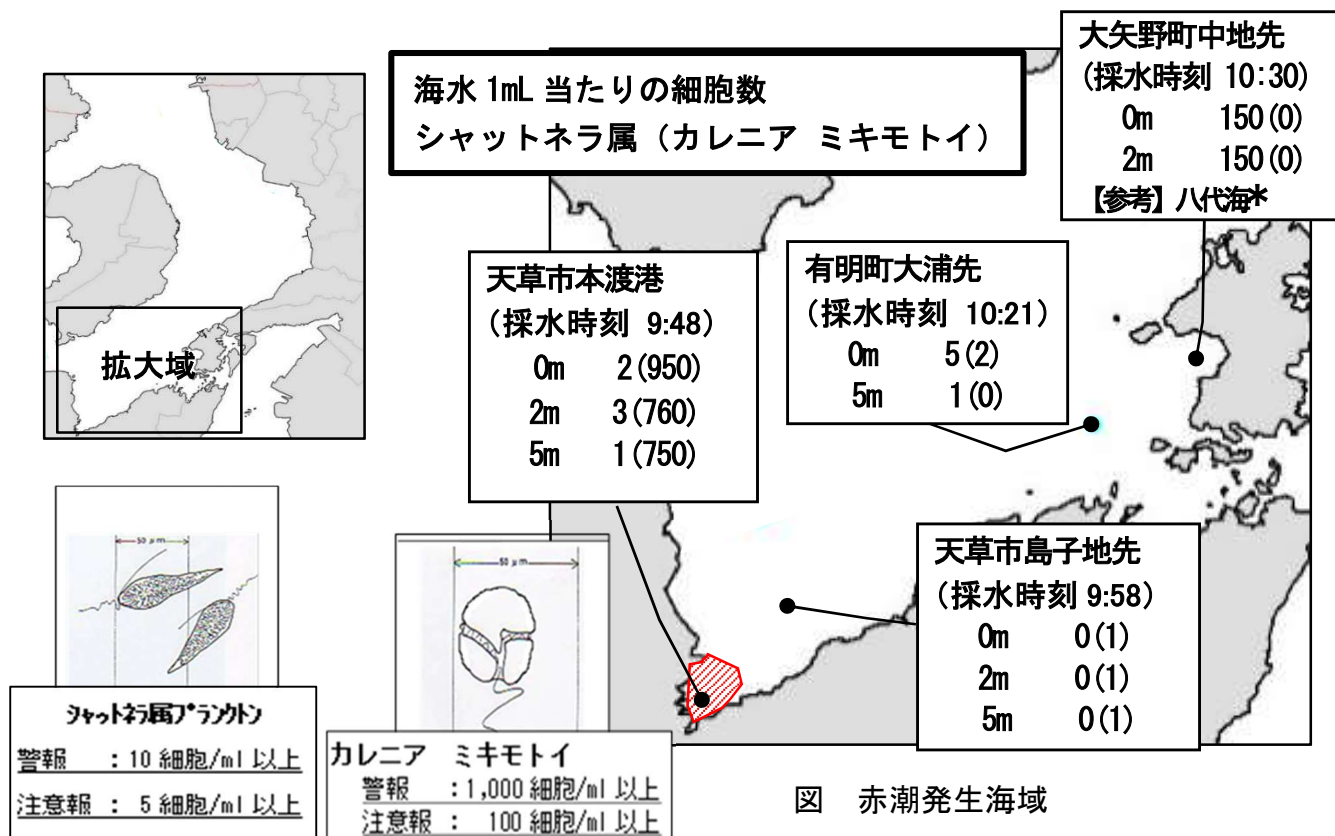 海水 1mL 当たりの細胞数
シャットネラ属（カレニア ミキモトイ）
大矢野町中地先
(採水時刻 10:30)
0m 150(0)
2m 150(0)
【参考】八代海*
拡大域
天草市本渡港
(採水時刻 9:48)
0m 2(950)
2m 3(760)
5m 1(750)
有明町大浦先
(採水時刻 10:21)
0m 5(2)
5m 1(0)
天草市島子地先
(採水時刻 9:58)
0m 0(1)
2m 0(1)
5m 0(1)
50 μm
シャットネラ属プランクトン
警報 ：10 細胞/ml 以上
注意報 ： 5 細胞/ml 以上
50 μm
カレニア ミキモトイ
警報 ：1,000 細胞/ml 以上
注意報 ： 100 細胞/ml 以上
図 赤潮発生海域